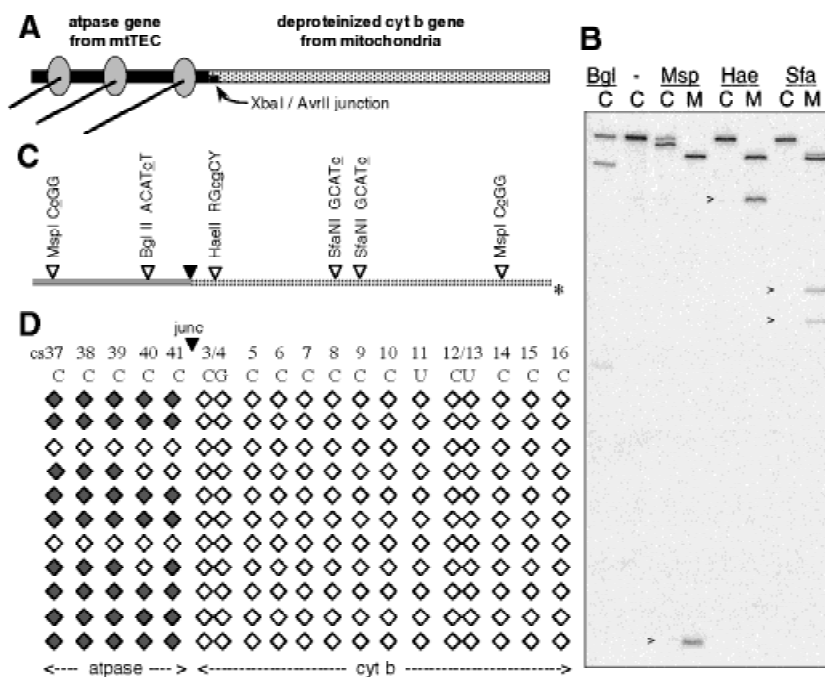 A
atpase gene
from mtTEC
deproteinized cyt b gene
from mitochondria
XbaI / AvrII junction
B
Bgl - Msp Hae Sfa
C C C M C M C M
>
>
>
>
C
MspI CcGG
Bgl II ACATcT
HaeII RGcgCY
SfaNI GCATc
SfaNI GCATc
MspI CcGG
*
D
junc
cs37 38 39 40 41 3/4 5 6 7 8 9 10 11 12/13 14 15 16
C C C C C CG C C C C C C U CU C C C
<---- atpase ---> <---------------- cyt b ---------------->